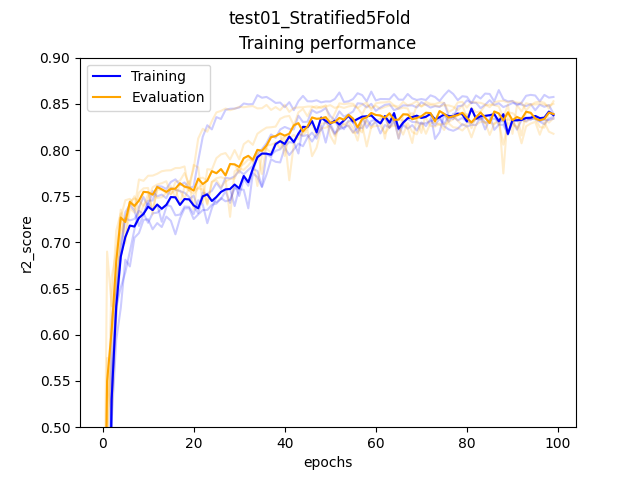 test01_Stratified5Fold
Training performance
Training
Evaluation
0.90
0.85
0.80
0.75
0.70
0.65
0.60
0.55
0.50
r2_score
0
20
40
60
80
100
epochs